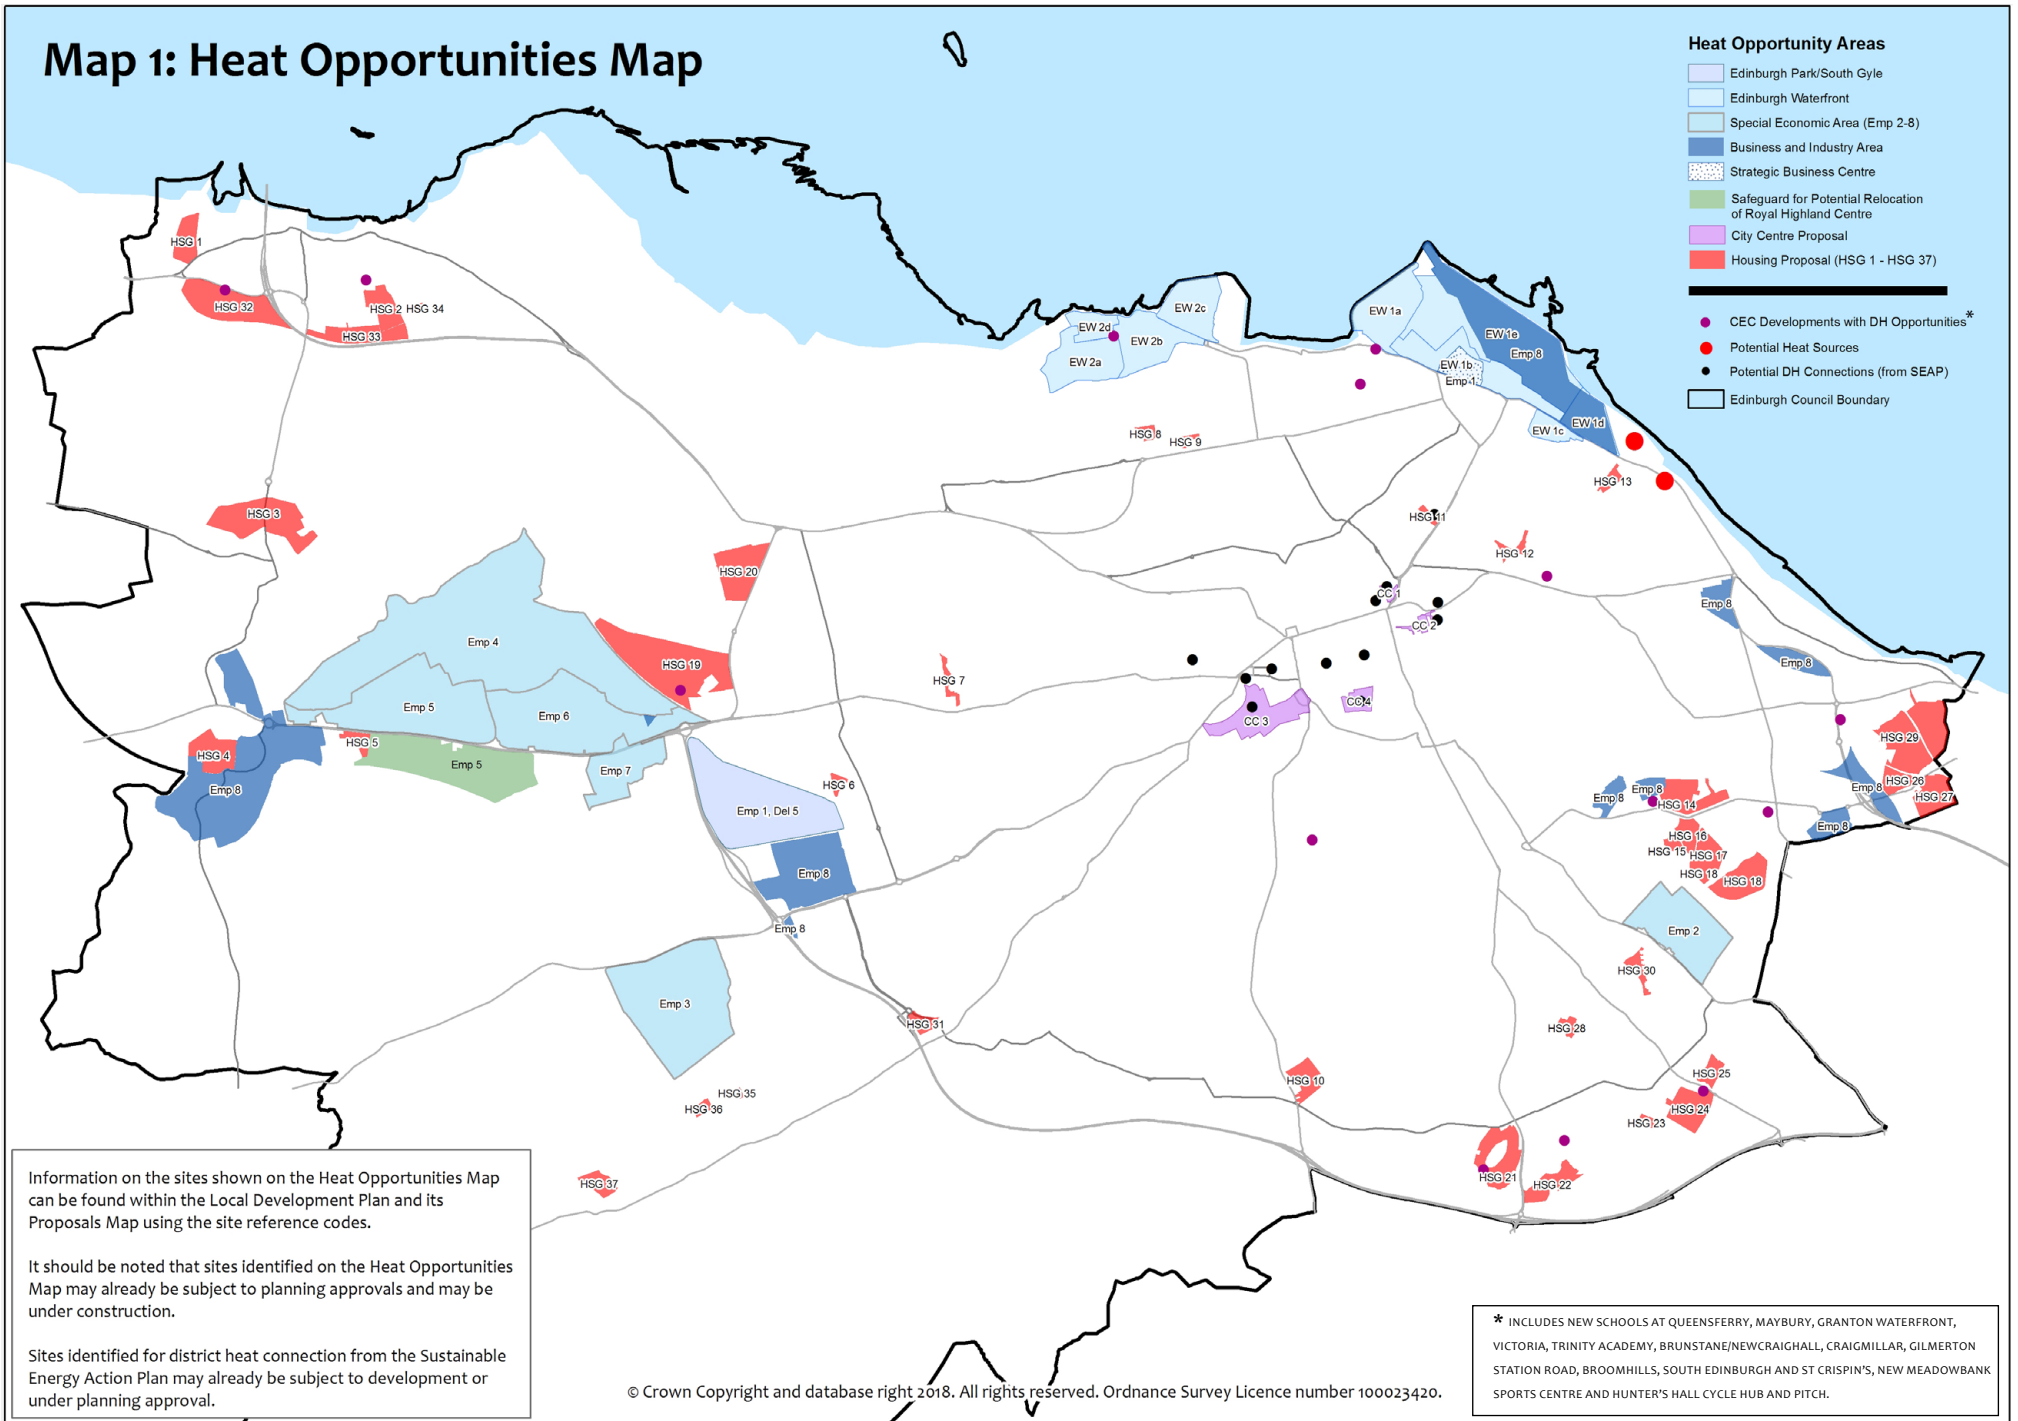 Map 1: Heat Opportunities Map
Heat Opportunity Areas
Edinburgh Park/South Gyle
Edinburgh Waterfront
Special Economic Area (Emp 2-8)
Business and Industry Area
Strategic Business Centre
Safeguard for Potential Relocation
of Royal Highland Centre
City Centre Proposal
Housing Proposal (HSG 1 - HSG 37)
CEC Developments with DH Opportunities*
Potential Heat Sources
Potential DH Connections (from SEAP)
Edinburgh Council Boundary
HSG 1
HSG 32
HSG 2
HSG 34
HSG 33
EW 2c
EW 2d
EW 2b
EW 2a
EW 1a
EW 1e
Emp 8
EW 1b
Emp 1
EW 1c
EW 1d
HSG 8
HSG 9
HSG 13
HSG 3
HSG 11
HSG 12
HSG 20
CC 1
CC 2
Emp 8
Emp 4
HSG 19
HSG 7
Emp 8
Emp 5
Emp 6
CC 4
CC 3
HSG 29
HSG 5
HSG 4
Emp 5
Emp 7
HSG 6
Emp 8
Emp 8
Emp 8
HSG 14
Emp 8
HSG 26
HSG 27
Emp 1, Del 5
Emp 8
HSG 16
HSG 15
HSG 17
HSG 18
HSG 18
Emp 8
Emp 8
Emp 2
HSG 30
Emp 3
HSG 31
HSG 28
HSG 10
HSG 25
HSG 35
HSG 36
HSG 24
HSG 23
HSG 21
HSG 22
HSG 37
Information on the sites shown on the Heat Opportunities Map
can be found within the Local Development Plan and its
Proposals Map using the site reference codes.
It should be noted that sites identified on the Heat Opportunities
Map may already be subject to planning approvals and may be
under construction.
Sites identified for district heat connection from the Sustainable
Energy Action Plan may already be subject to development or
under planning approval.
© Crown Copyright and database right 2018. All rights reserved. Ordnance Survey Licence number 100023420.
* INCLUDES NEW SCHOOLS AT QUEENSFERRY, MAYBURY, GRANTON WATERFRONT,
VICTORIA, TRINITY ACADEMY, BRUNSTANE/NEWCRAIGHALL, CRAIGMILLAR, GILMERTON
STATION ROAD, BROOMHILLS, SOUTH EDINBURGH AND ST CRISPIN'S, NEW MEADOWBANK
SPORTS CENTRE AND HUNTER'S HALL CYCLE HUB AND PITCH.